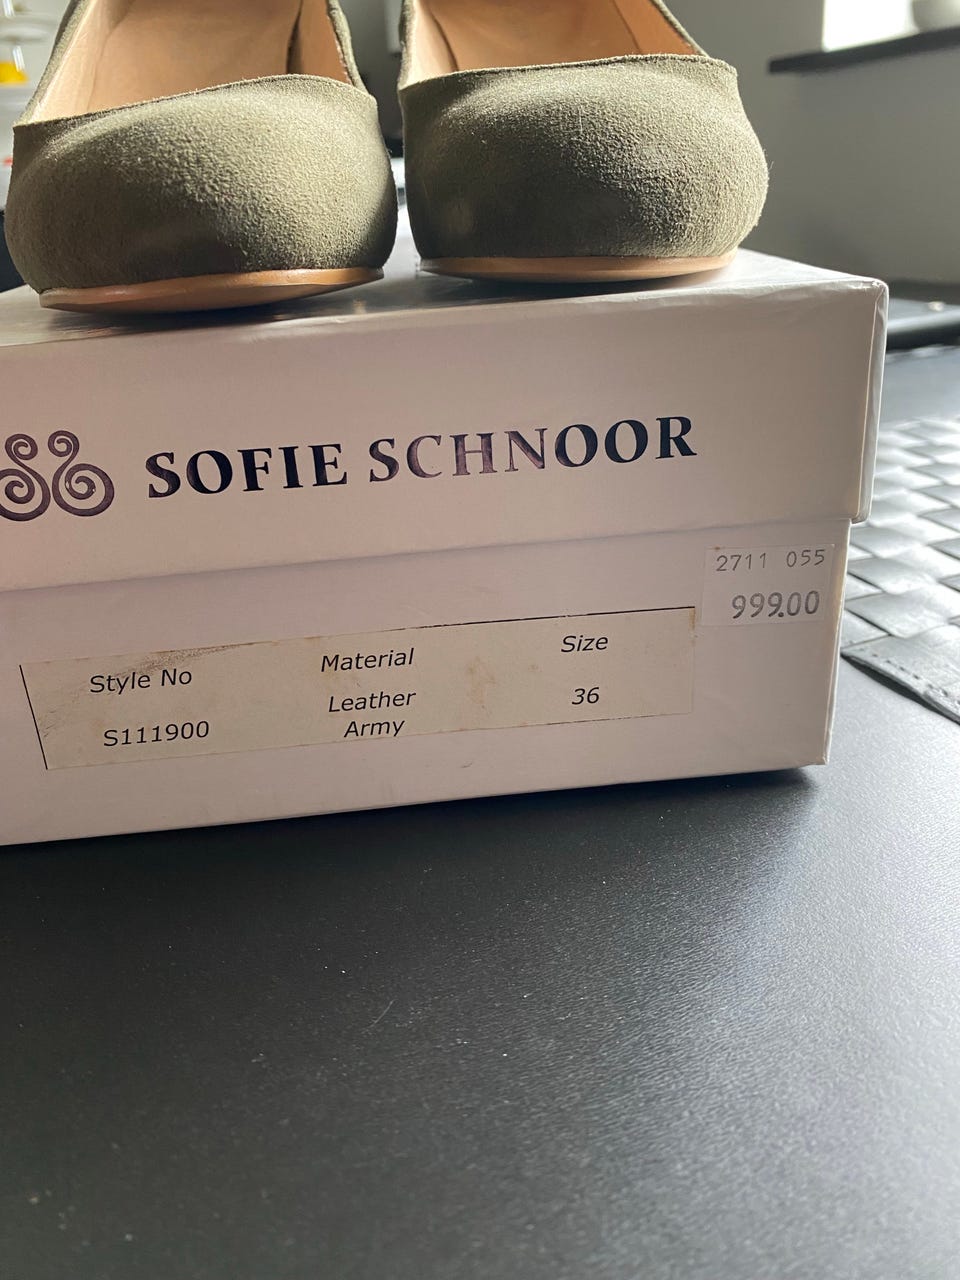 SOFIE SCHNOOR
2711 055
999.00
Style No Material Size
S111900 Leather 36
Army